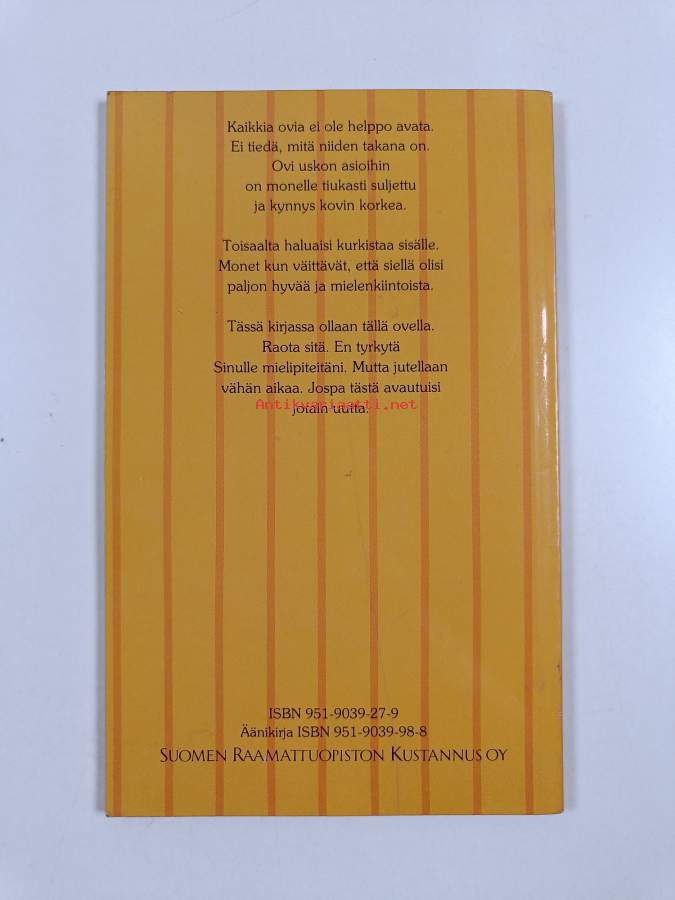 Kaikkia ovia ei ole helppo avata.
Ei tiedä, mitä niiden takana on.
Ovi uskon asioihin
on monelle tiukasti suljettu
ja kynnys kovin korkea.
Toisaalta haluaisi kurkistaa sisälle.
Monet kun väittävät, että siellä olisi
paljon hyvää ja mielenkiintoista.
Tässä kirjassa ollaan tällä ovella.
Raota sitä. En tyrkytä
Sinulle mielipiteitäni. Mutta jutellaan
vähän aikaa. Jospa tästä avautuisi
Antikvariaatti.net
jotain uutta!
ISBN 951-9039-27-9
Äänikirja ISBN 951-9039-98-8
SUOMEN RAAMATTUOPISTON KUSTANNUS OY